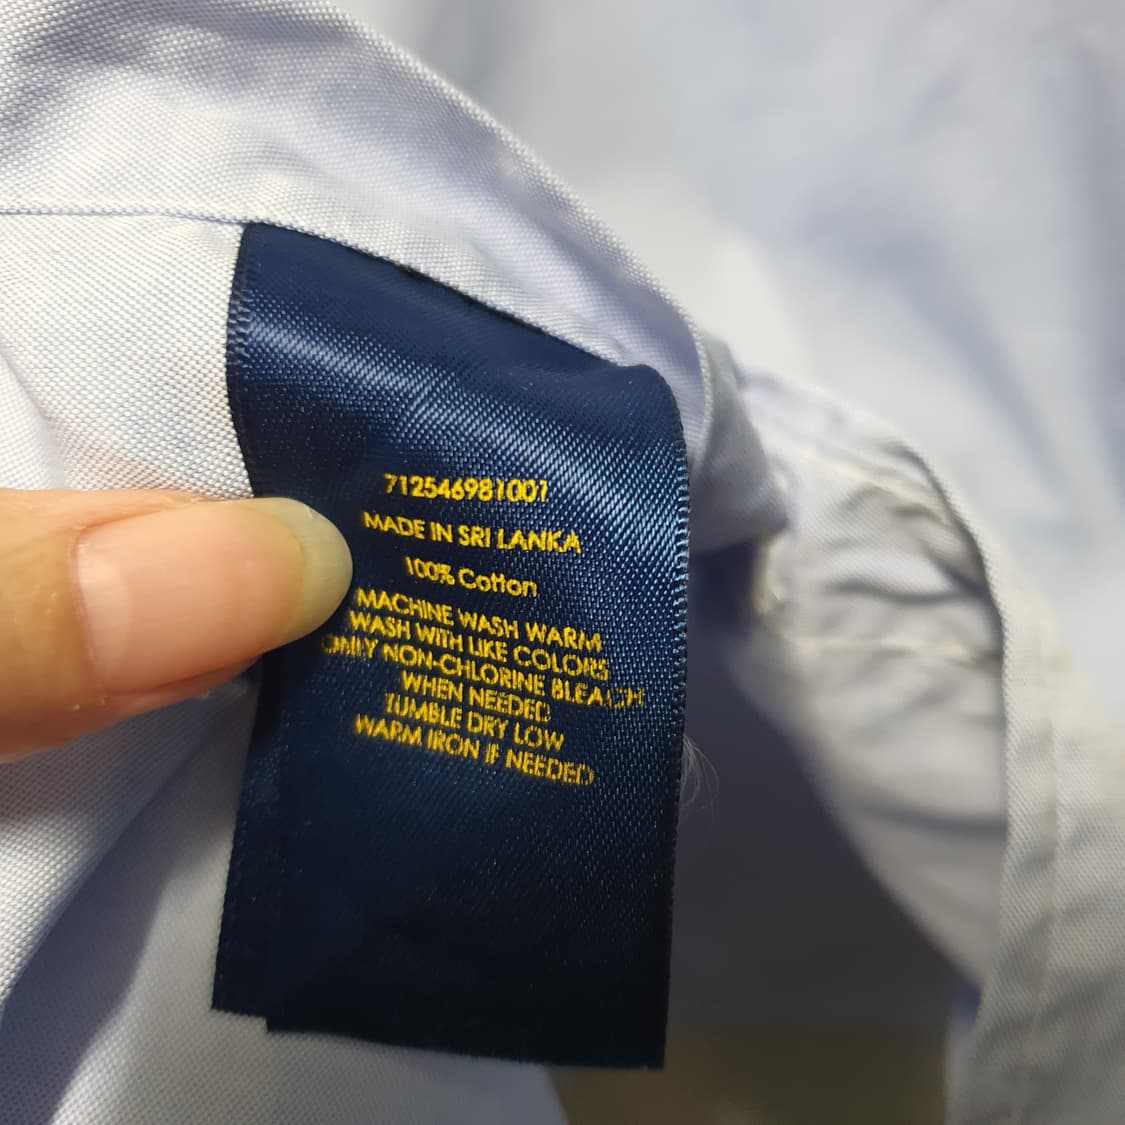 712546981001
MADE IN SRI LANKA
100% Cotton
MACHINE WASH WARM
WASH WITH LIKE COLORS
ONLY NON-CHLORINE BLEACH
WHEN NEEDED
TUMBLE DRY LOW
WARM IRON IF NEEDED